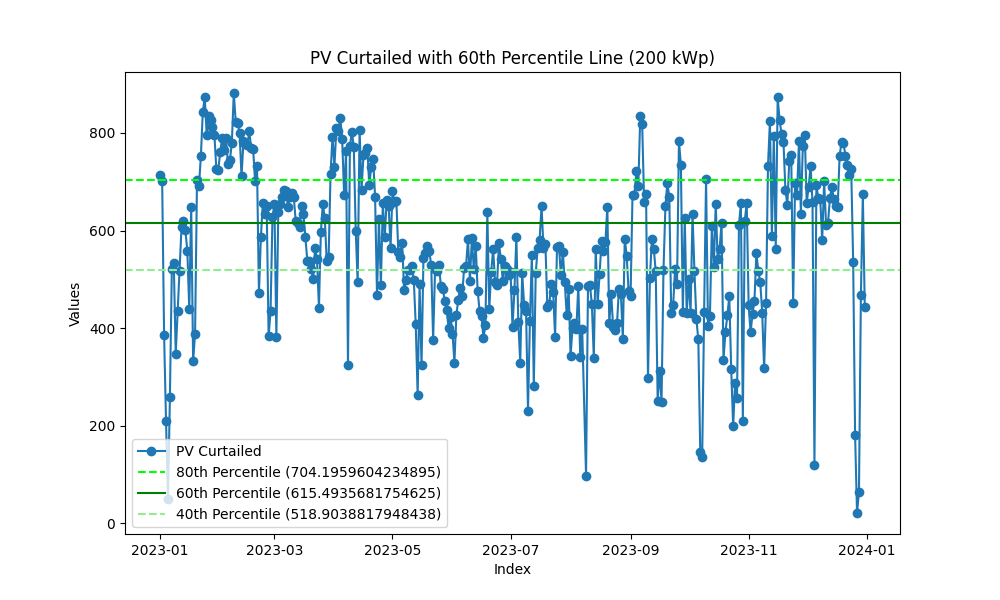 PV Curtailed with 60th Percentile Line (200 kWp)
Values
800
600
400
200
0
PV Curtailed
80th Percentile (704.1959604234895)
60th Percentile (615.4935681754625)
40th Percentile (518.9038817948438)
2023-01 2023-03 2023-05 2023-07 2023-09 2023-11 2024-01
Index